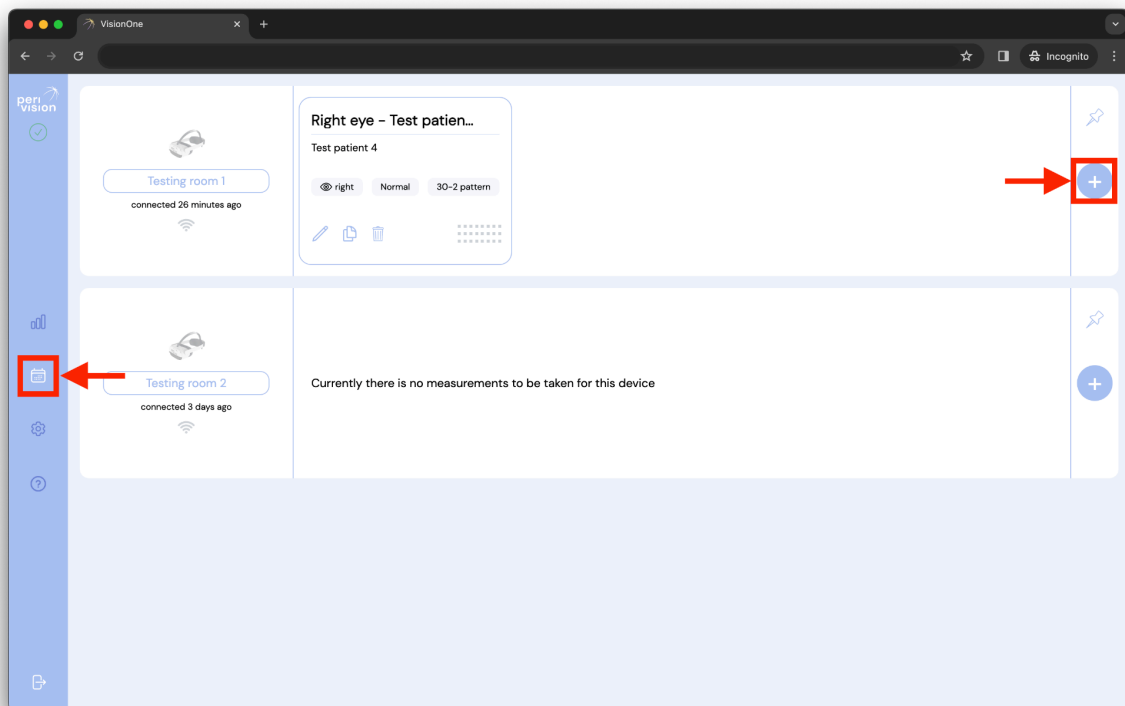 VisionOne
Incognito
peri
vision
Testing room 1
connected 26 minutes ago
Right eye - Test patien...
Test patient 4
right
Normal
30-2 pattern
Testing room 2
connected 3 days ago
Currently there is no measurements to be taken for this device